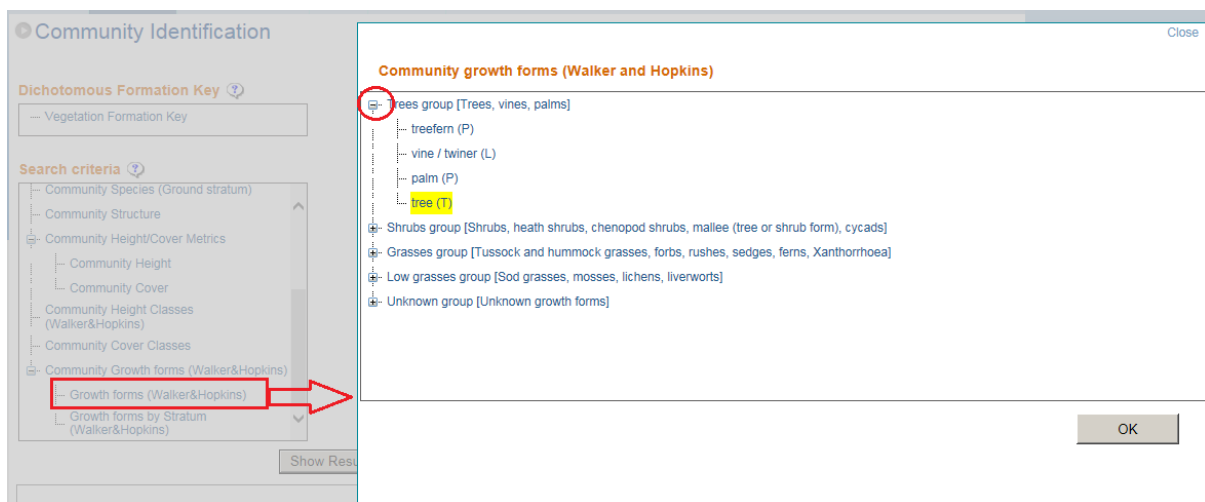 Community Identification
Dichotomous Formation Key
Vegetation Formation Key
Search criteria
Community Species (Ground stratum)
Community Structure
Community Height/Cover Metrics
Community Height
Community Cover
Community Height Classes
(Walker&Hopkins)
Community Cover Classes
Community Growth forms (Walker&Hopkins)
Growth forms (Walker&Hopkins)
Growth forms by Stratum
(Walker&Hopkins)
Show Resu
Close
Community growth forms (Walker and Hopkins)
Trees group [Trees, vines, palms]
treefern (P)
vine / twiner (L)
palm (P)
tree (T)
Shrubs group [Shrubs, heath shrubs, chenopod shrubs, mallee (tree or shrub form), cycads]
Grasses group [Tussock and hummock grasses, forbs, rushes, sedges, ferns, Xanthorrhoea]
Low grasses group [Sod grasses, mosses, lichens, liverworts]
Unknown group [Unknown growth forms]
OK